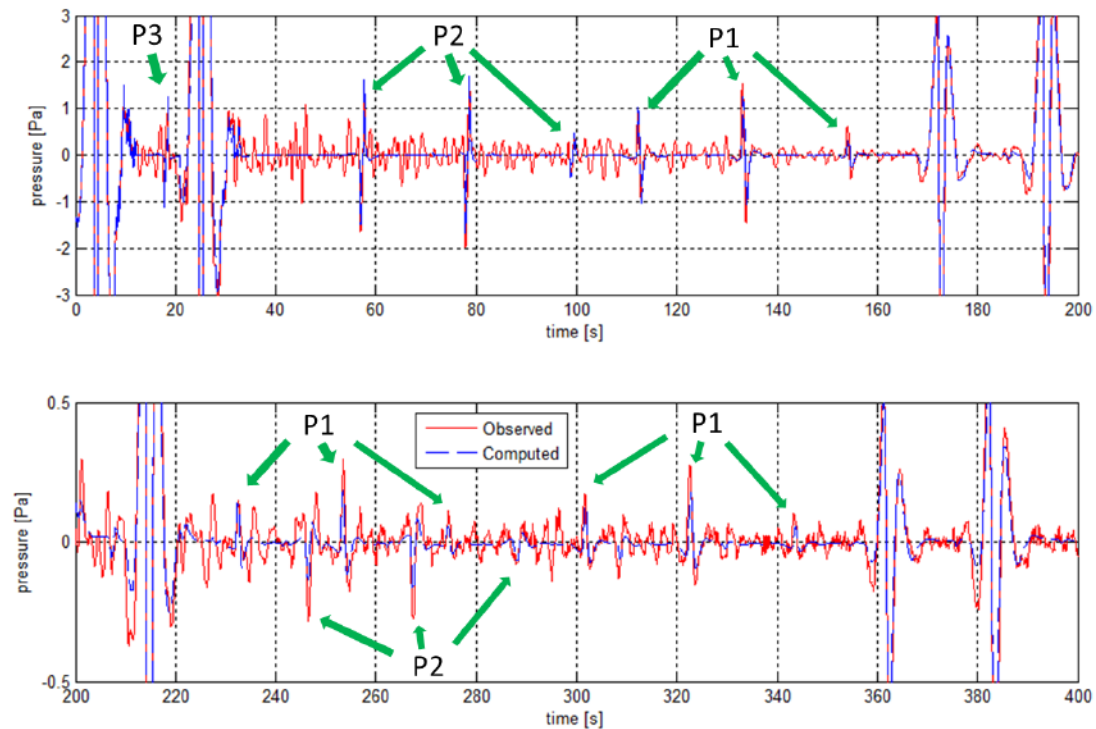 3
2
1
0
-1
-2
-3
pressure [Pa]
P3
P2
P1
0 20 40 60 80 100 120 140 160 180 200
time [s]
0.5
0
-0.5
pressure [Pa]
P1
Observed
Computed
P1
P2
200 220 240 260 280 300 320 340 360 380 400
time [s]